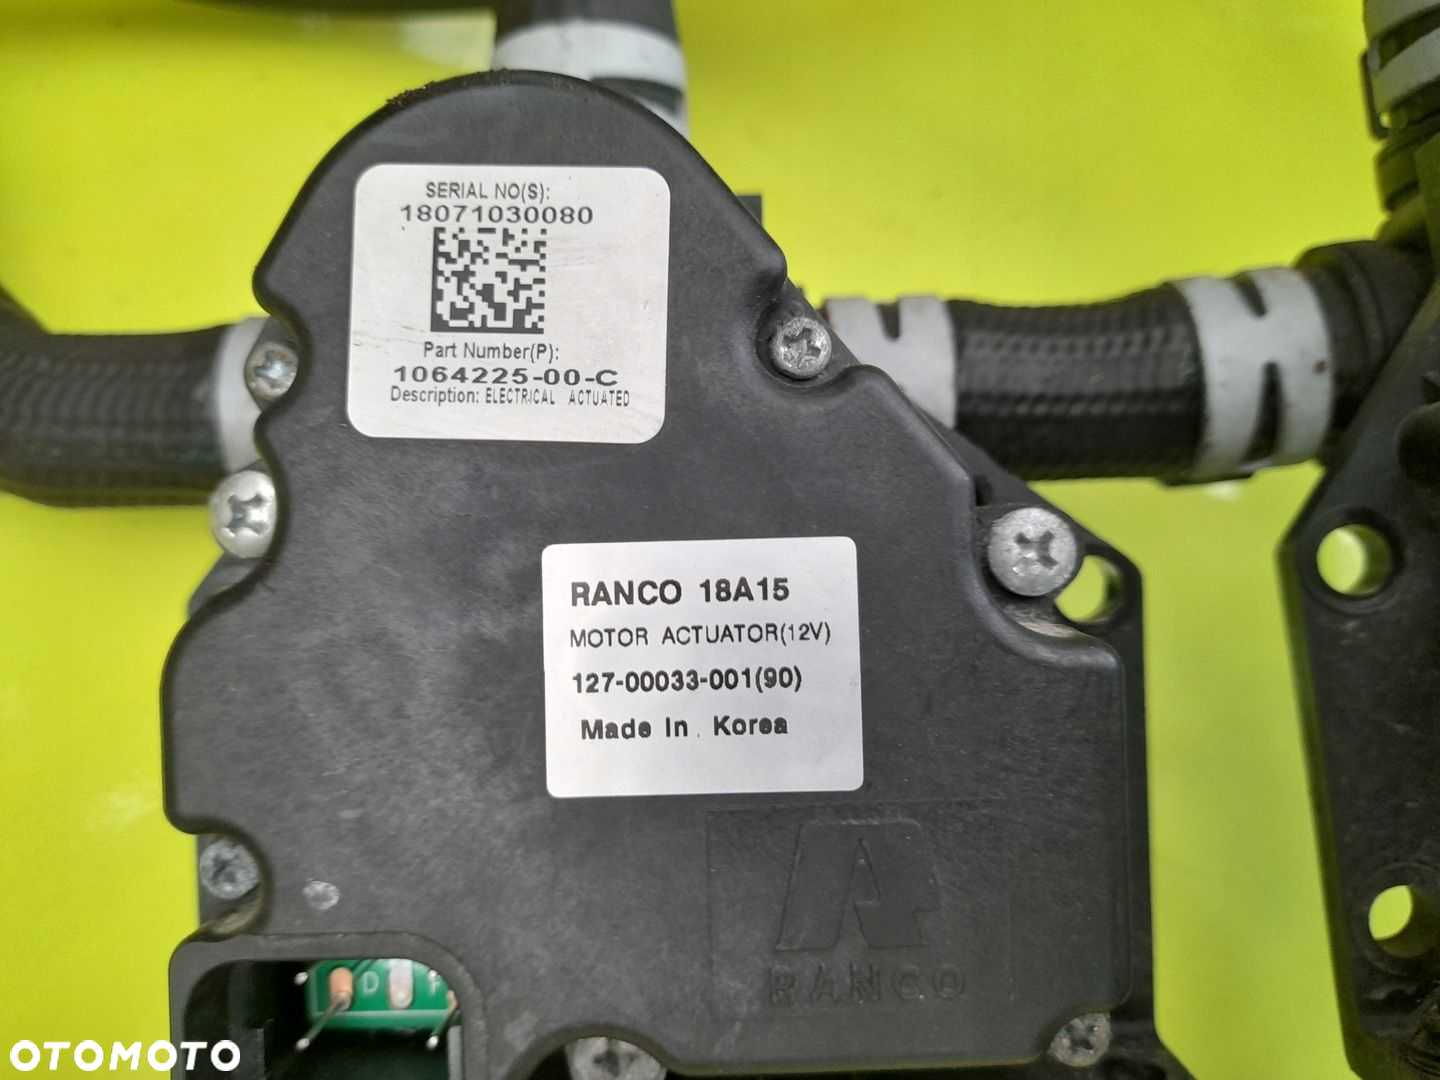 SERIAL NO(S):
18071030080
Part Number(P):
1064225-00-C
Description: ELECTRICAL ACTUATED
RANCO 18A15
MOTOR ACTUATOR(12V)
127-00033-001(90)
Made In Korea
RANCO
D F
OTOMOTO